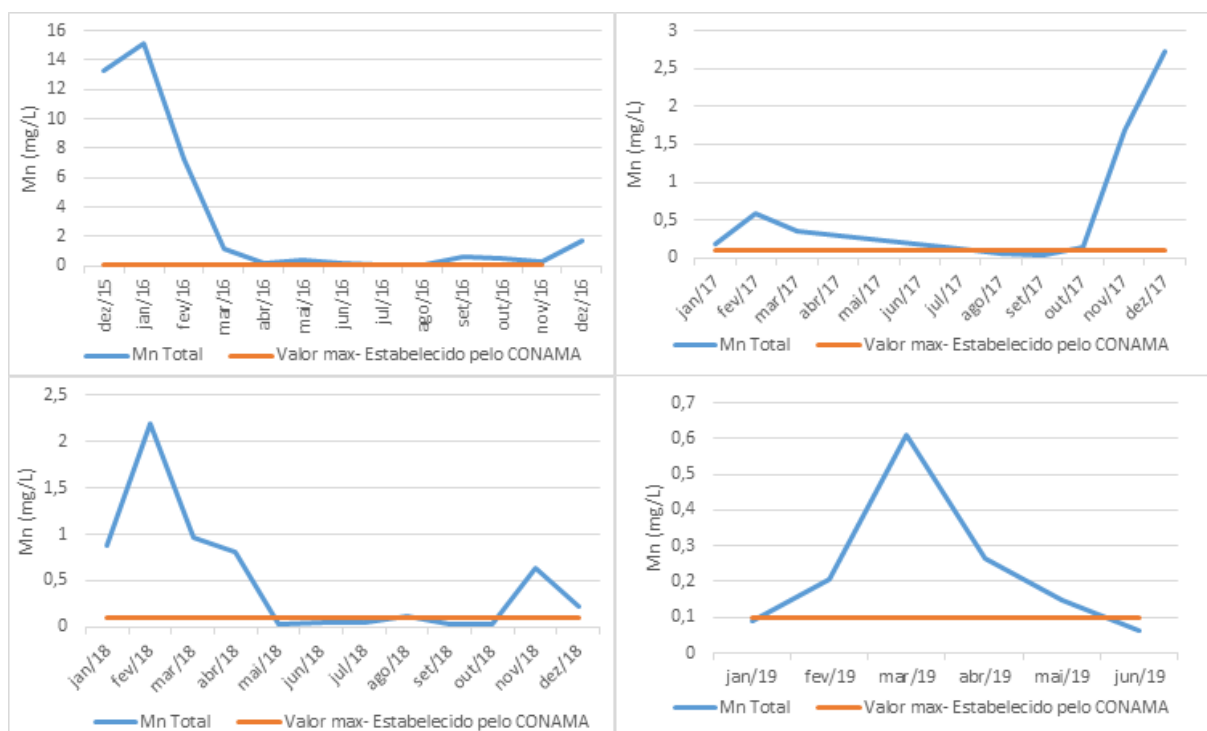 Mn (mg/L)
16
14
12
10
8
6
4
2
0
dez/15 jan/16 fev/16 mar/16 abr/16 mai/16 jun/16 jul/16 ago/16 set/16 out/16 nov/16 dez/16
Mn Total Valor max- Estabelecido pelo CONAMA
Mn (mg/L)
3
2,5
2
1,5
1
0,5
0
jan/17 fev/17 mar/17 abr/17 mai/17 jun/17 jul/17 ago/17 set/17 out/17 nov/17 dez/17
Mn Total Valor max- Estabelecido pelo CONAMA
Mn (mg/L)
2,5
2
1,5
1
0,5
0
jan/18 fev/18 mar/18 abr/18 mai/18 jun/18 jul/18 ago/18 set/18 out/18 nov/18 dez/18
Mn Total Valor max- Estabelecido pelo CONAMA
Mn (mg/L)
0,7
0,6
0,5
0,4
0,3
0,2
0,1
0
jan/19 fev/19 mar/19 abr/19 mai/19 jun/19
Mn Total Valor max- Estabelecido pelo CONAMA